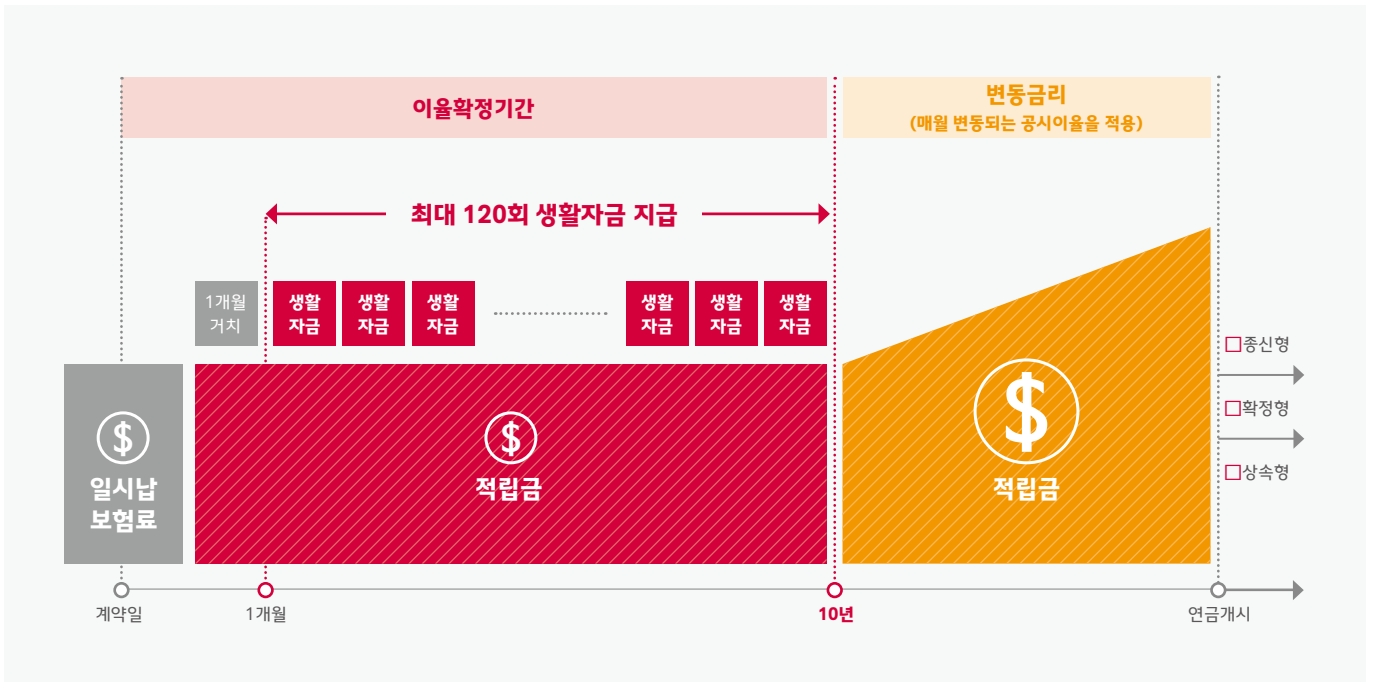 이율확정기간
변동금리
(매월 변동되는 공시이율을 적용)
최대 120회 생활자금 지급
1개월
거치
생활
자금
생활
자금
생활
자금
생활
자금
생활
자금
생활
자금
$
일시납
보험료
$
적립금
$
적립금
□종신형
□확정형
□상속형
계약일
1개월
10년
연금개시